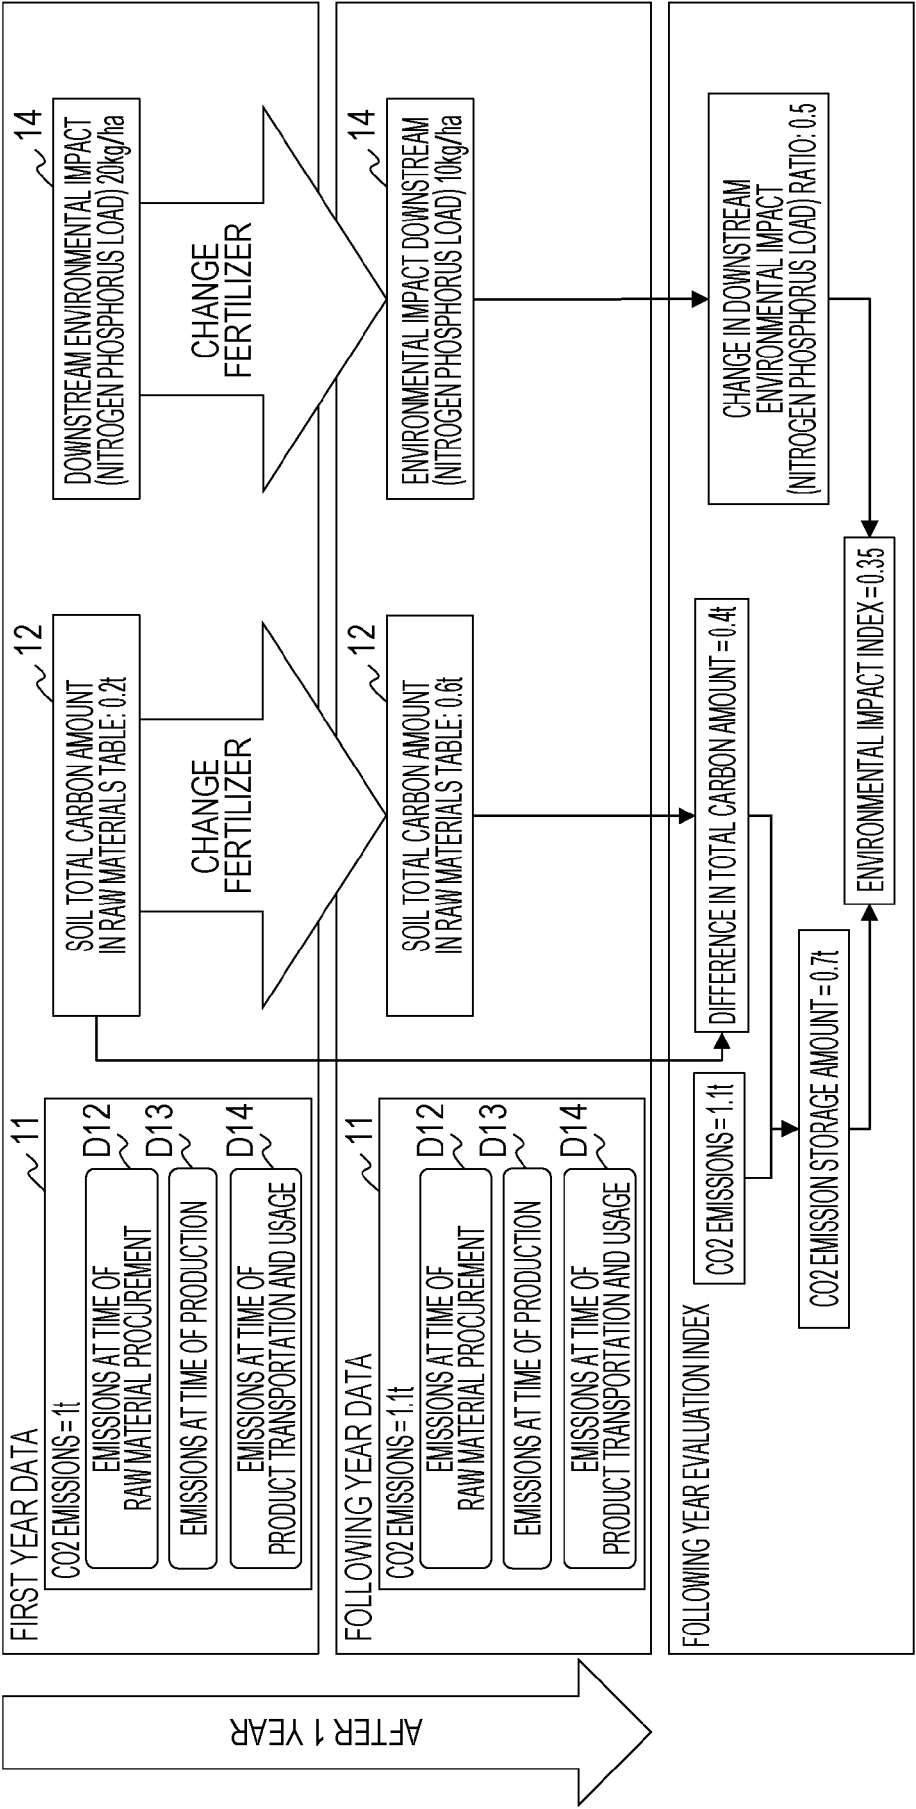 AFTER 1 YEAR
FIRST YEAR DATA
11
CO2 EMISSIONS = 1t
D12
EMISSIONS AT TIME OF
RAW MATERIAL PROCUREMENT
D13
EMISSIONS AT TIME OF PRODUCTION
D14
EMISSIONS AT TIME OF
PRODUCT TRANSPORTATION AND USAGE
12
SOIL TOTAL CARBON AMOUNT
IN RAW MATERIALS TABLE: 0.2t
CHANGE
FERTILIZER
14
DOWNSTREAM ENVIRONMENTAL IMPACT
(NITROGEN PHOSPHORUS LOAD) 20kg/ha
CHANGE
FERTILIZER
FOLLOWING YEAR DATA
11
CO2 EMISSIONS = 1.1t
D12
EMISSIONS AT TIME OF
RAW MATERIAL PROCUREMENT
D13
EMISSIONS AT TIME OF PRODUCTION
D14
EMISSIONS AT TIME OF
PRODUCT TRANSPORTATION AND USAGE
12
SOIL TOTAL CARBON AMOUNT
IN RAW MATERIALS TABLE: 0.6t
14
ENVIRONMENTAL IMPACT DOWNSTREAM
(NITROGEN PHOSPHORUS LOAD) 10kg/ha
FOLLOWING YEAR EVALUATION INDEX
CO2 EMISSIONS = 1.1t
DIFFERENCE IN TOTAL CARBON AMOUNT = 0.4t
CHANGE IN DOWNSTREAM
ENVIRONMENTAL IMPACT
(NITROGEN PHOSPHORUS LOAD) RATIO: 0.5
CO2 EMISSION STORAGE AMOUNT = 0.7t
ENVIRONMENTAL IMPACT INDEX = 0.35